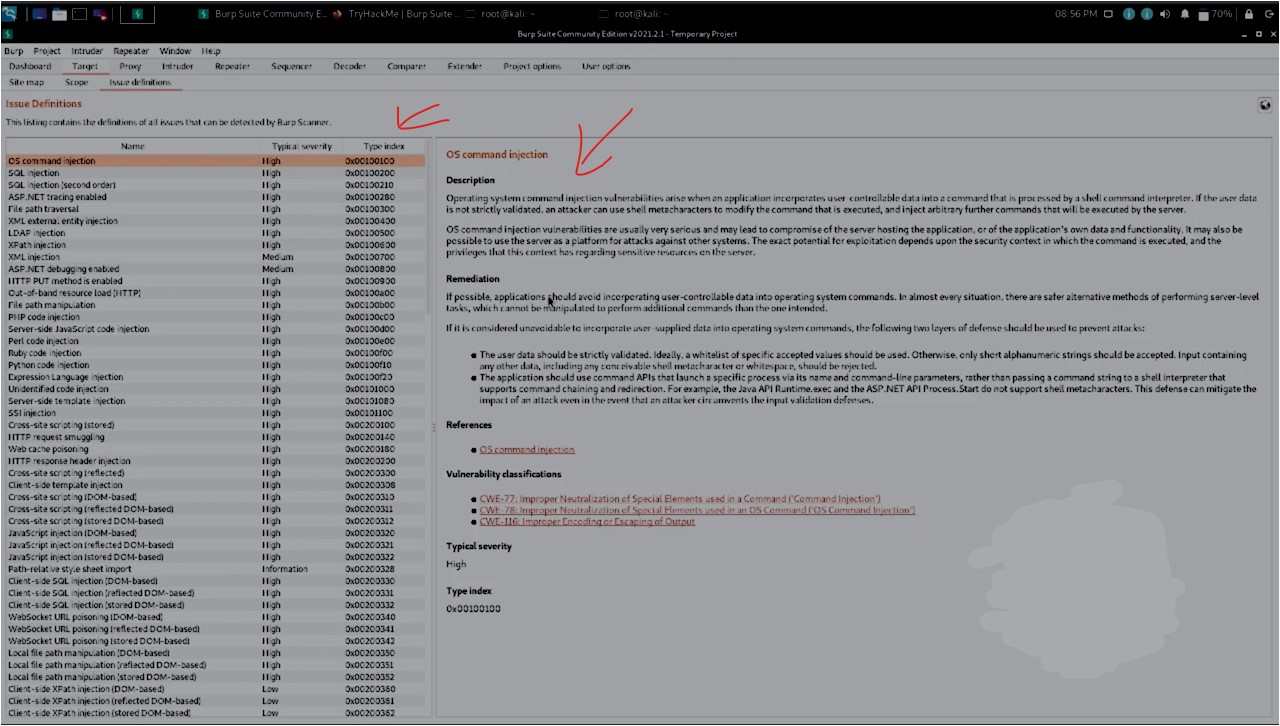 Burp Suite Community E...
TryHackMe | Burp Suite ...
root@kali: ~
root@kali: ~
08:56 PM
70%
Burp Suite Community Edition v2021.2.1 - Temporary Project
Burp Project Intruder Repeater Window Help
Dashboard Target Proxy Intruder Repeater Sequencer Decoder Comparer Extender Project options User options
Site map Scope Issue definitions
Issue Definitions
This listing contains the definitions of all issues that can be detected by Burp Scanner.
Name Typical severity Type index
OS command injection High 0x00100100
SQL injection High 0x00100200
SQL injection (second order) High 0x00100210
ASP.NET tracing enabled High 0x00100280
File path traversal High 0x00100300
XML external entity injection High 0x00100400
LDAP injection High 0x00100500
XPath injection High 0x00100600
XML injection Medium 0x00100700
ASP.NET debugging enabled Medium 0x00100800
HTTP PUT method is enabled High 0x00100900
Out-of-band resource load (HTTP) High 0x00100a00
File path manipulation High 0x00100b00
PHP code injection High 0x00100c00
Server-side JavaScript code injection High 0x00100d00
Perl code injection High 0x00100e00
Ruby code injection High 0x00100f00
Python code injection High 0x00100f10
Expression Language injection High 0x00100f20
Unidentified code injection High 0x00101000
Server-side template injection High 0x00101080
SSI injection High 0x00101100
Cross-site scripting (stored) High 0x00200100
HTTP request smuggling High 0x00200140
Web cache poisoning High 0x00200180
HTTP response header injection High 0x00200200
Cross-site scripting (reflected) High 0x00200300
Client-side template injection High 0x00200308
Cross-site scripting (DOM-based) High 0x00200310
Cross-site scripting (reflected DOM-based) High 0x00200311
Cross-site scripting (stored DOM-based) High 0x00200312
JavaScript injection (DOM-based) High 0x00200320
JavaScript injection (reflected DOM-based) High 0x00200321
JavaScript injection (stored DOM-based) High 0x00200322
Path-relative style sheet import Information 0x00200328
Client-side SQL injection (DOM-based) High 0x00200330
Client-side SQL injection (reflected DOM-based) High 0x00200331
Client-side SQL injection (stored DOM-based) High 0x00200332
WebSocket URL poisoning (DOM-based) High 0x00200340
WebSocket URL poisoning (reflected DOM-based) High 0x00200341
WebSocket URL poisoning (stored DOM-based) High 0x00200342
Local file path manipulation (DOM-based) High 0x00200350
Local file path manipulation (reflected DOM-based) High 0x00200351
Local file path manipulation (stored DOM-based) High 0x00200352
Client-side XPath injection (DOM-based) Low 0x00200360
Client-side XPath injection (reflected DOM-based) Low 0x00200361
Client-side XPath injection (stored DOM-based) Low 0x00200362
OS command injection
Description
Operating system command injection vulnerabilities arise when an application incorporates user-controllable data into a command that is processed by a shell command interpreter. If the user data
is not strictly validated, an attacker can use shell metacharacters to modify the command that is executed, and inject arbitrary further commands that will be executed by the server.
OS command injection vulnerabilities are usually very serious and may lead to compromise of the server hosting the application, or of the application's own data and functionality. It may also be
possible to use the server as a platform for attacks against other systems. The exact potential for exploitation depends upon the security context in which the command is executed, and the
privileges that this context has regarding sensitive resources on the server.
Remediation
If possible, applications should avoid incorporating user-controllable data into operating system commands. In almost every situation, there are safer alternative methods of performing server-level
tasks, which cannot be manipulated to perform additional commands than the one intended.
If it is considered unavoidable to incorporate user-supplied data into operating system commands, the following two layers of defense should be used to prevent attacks:
• The user data should be strictly validated. Ideally, a whitelist of specific accepted values should be used. Otherwise, only short alphanumeric strings should be accepted. Input containing
any other data, including any conceivable shell metacharacter or whitespace, should be rejected.
• The application should use command APIs that launch a specific process via its name and command-line parameters, rather than passing a command string to a shell interpreter that
supports command chaining and redirection. For example, the Java API Runtime.exec and the ASP.NET API Process.Start do not support shell metacharacters. This defense can mitigate the
impact of an attack even in the event that an attacker circumvents the input validation defenses.
References
• OS command injection
Vulnerability classifications
• CWE-77: Improper Neutralization of Special Elements used in a Command ('Command Injection')
• CWE-78: Improper Neutralization of Special Elements used in an OS Command ('OS Command Injection')
• CWE-116: Improper Encoding or Escaping of Output
Typical severity
High
Type index
0x00100100